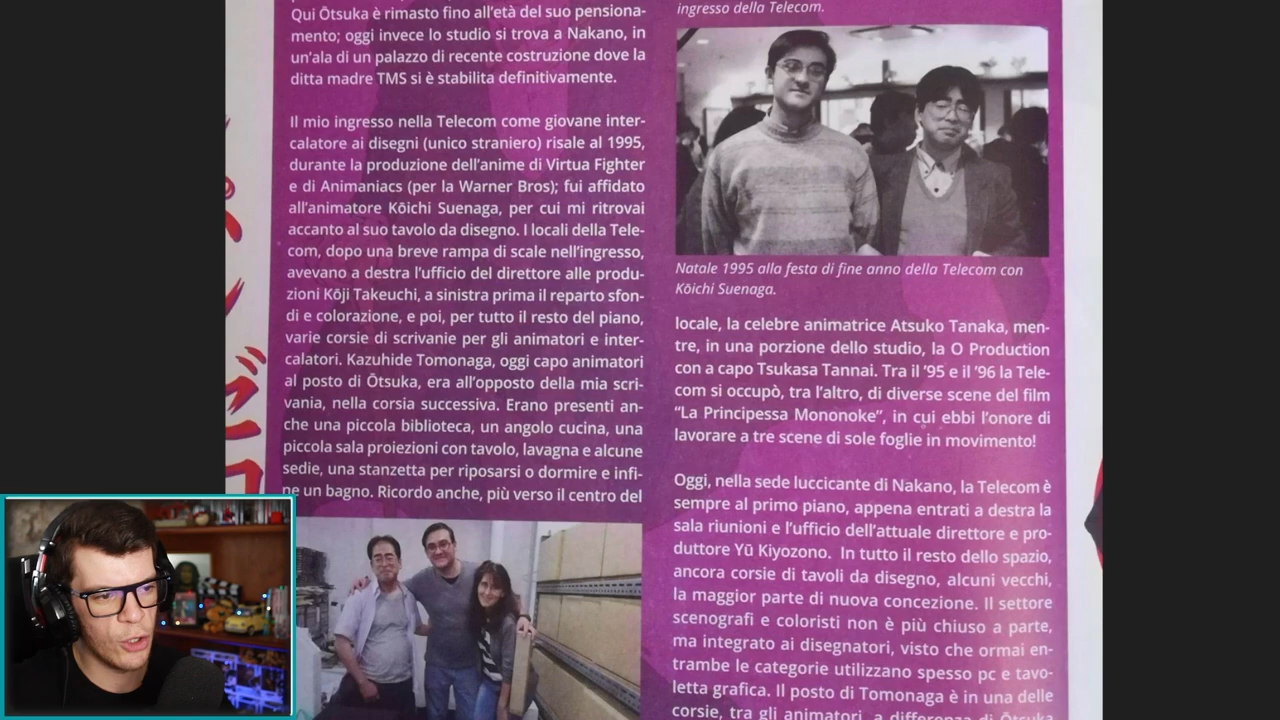 Qui Ōtsuka è rimasto fino all'età del suo pensiona-
mento; oggi invece lo studio si trova a Nakano, in
un'ala di un palazzo di recente costruzione dove la
ditta madre TMS si è stabilita definitivamente.
Il mio ingresso nella Telecom come giovane inter-
calatore ai disegni (unico straniero) risale al 1995,
durante la produzione dell'anime di Virtua Fighter
e di Animaniacs (per la Warner Bros); fui affidato
all'animatore Kōichi Suenaga, per cui mi ritrovai
accanto al suo tavolo da disegno. I locali della Tele-
com, dopo una breve rampa di scale nell'ingresso,
avevano a destra l'ufficio del direttore alle produ-
zioni Kōji Takeuchi, a sinistra prima il reparto sfon-
di e colorazione, e poi, per tutto il resto del piano,
varie corsie di scrivanie per gli animatori e inter-
calatori. Kazuhide Tomonaga, oggi capo animatori
al posto di Ōtsuka, era all'opposto della mia scri-
vania, nella corsia successiva. Erano presenti an-
che una piccola biblioteca, un angolo cucina, una
piccola sala proiezioni con tavolo, lavagna e alcune
sedie, una stanzetta per riposarsi o dormire e infi-
ne un bagno. Ricordo anche, più verso il centro del
ingresso della Telecom.
Natale 1995 alla festa di fine anno della Telecom con
Kōichi Suenaga.
locale, la celebre animatrice Atsuko Tanaka, men-
tre, in una porzione dello studio, la O Production
con a capo Tsukasa Tannai. Tra il '95 e il '96 la Tele-
com si occupò, tra l'altro, di diverse scene del film
“La Principessa Mononoke”, in cui ebbi l'onore di
lavorare a tre scene di sole foglie in movimento!
Oggi, nella sede luccicante di Nakano, la Telecom è
sempre al primo piano, appena entrati a destra la
sala riunioni e l'ufficio dell'attuale direttore e pro-
duttore Yū Kiyozono. In tutto il resto dello spazio,
ancora corsie di tavoli da disegno, alcuni vecchi,
la maggior parte di nuova concezione. Il settore
scenografi e coloristi non è più chiuso a parte,
ma integrato ai disegnatori, visto che ormai en-
trambe le categorie utilizzano spesso pc e tavo-
letta grafica. Il posto di Tomonaga è in una delle
corsie, tra gli animatori, a differenza di Ōtsuka